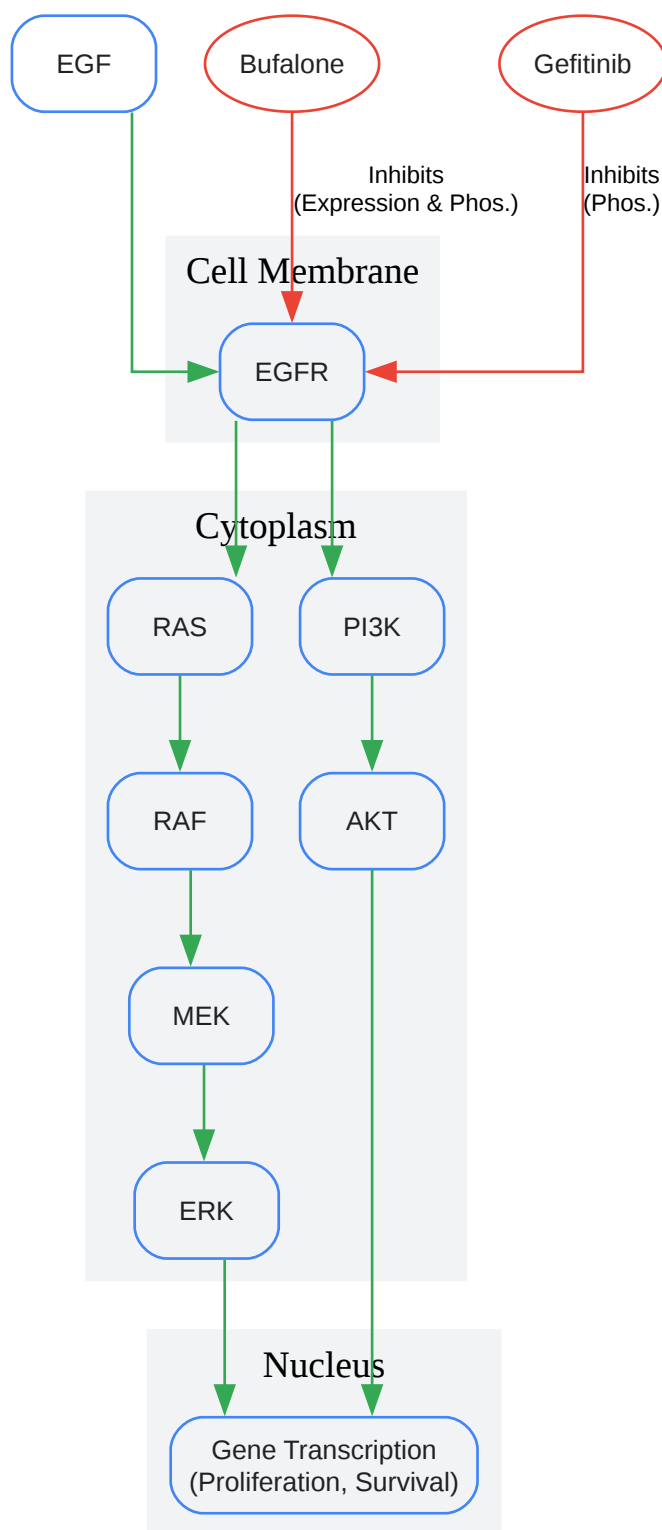 EGF
Bufalone
Gefitinib
Inhibits
(Expression & Phos.)
Inhibits
(Phos.)
Cell Membrane
EGFR
Cytoplasm
RAS
PI3K
RAF
AKT
MEK
ERK
Nucleus
Gene Transcription
(Proliferation, Survival)